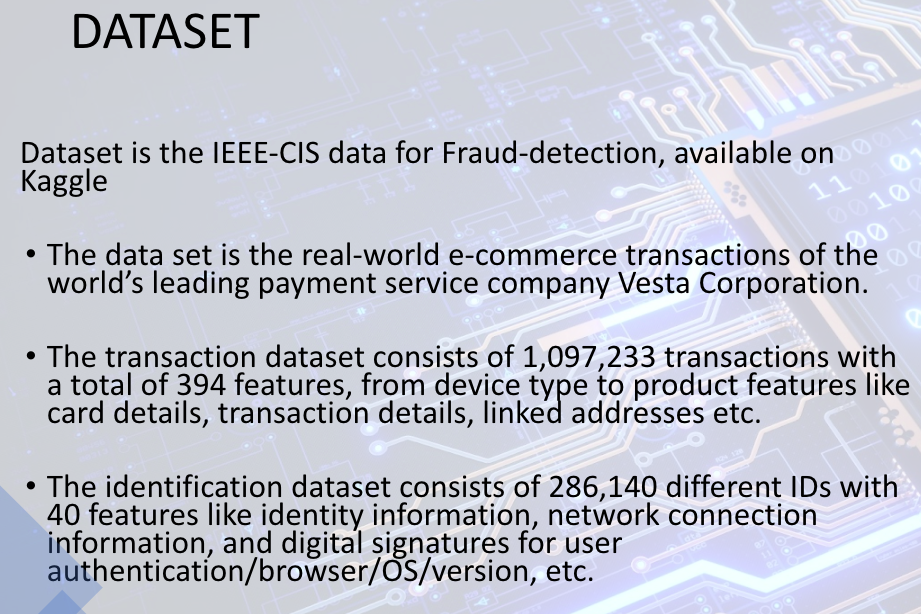 DATASET
Dataset is the IEEE-CIS data for Fraud-detection, available on
Kaggle
• The data set is the real-world e-commerce transactions of the
world’s leading payment service company Vesta Corporation.
• The transaction dataset consists of 1,097,233 transactions with
a total of 394 features, from device type to product features like
card details, transaction details, linked addresses etc.
• The identification dataset consists of 286,140 different IDs with
40 features like identity information, network connection
information, and digital signatures for user
authentication/browser/OS/version, etc.